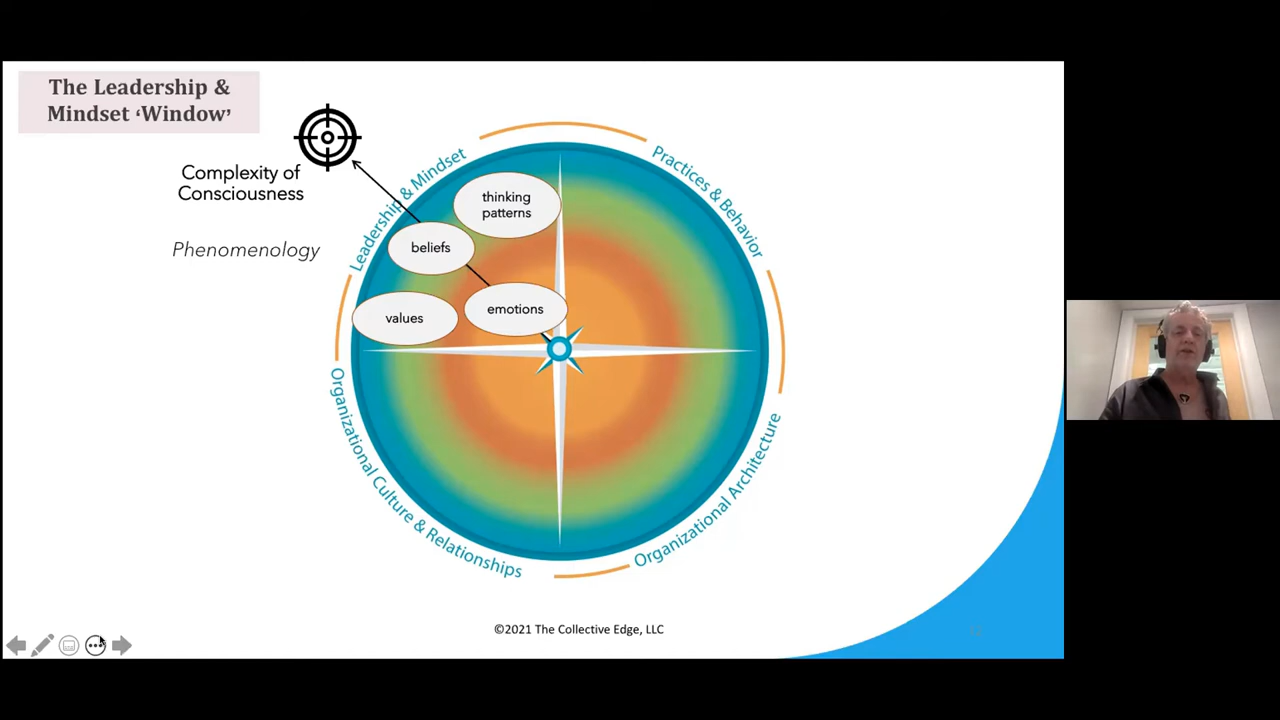 The Leadership &
Mindset ‘Window’
Complexity of
Consciousness
Phenomenology
Leadership & Mindset
Practices & Behavior
thinking
patterns
beliefs
values
emotions
Organizational Culture & Relationships
Organizational Architecture
©2021 The Collective Edge, LLC